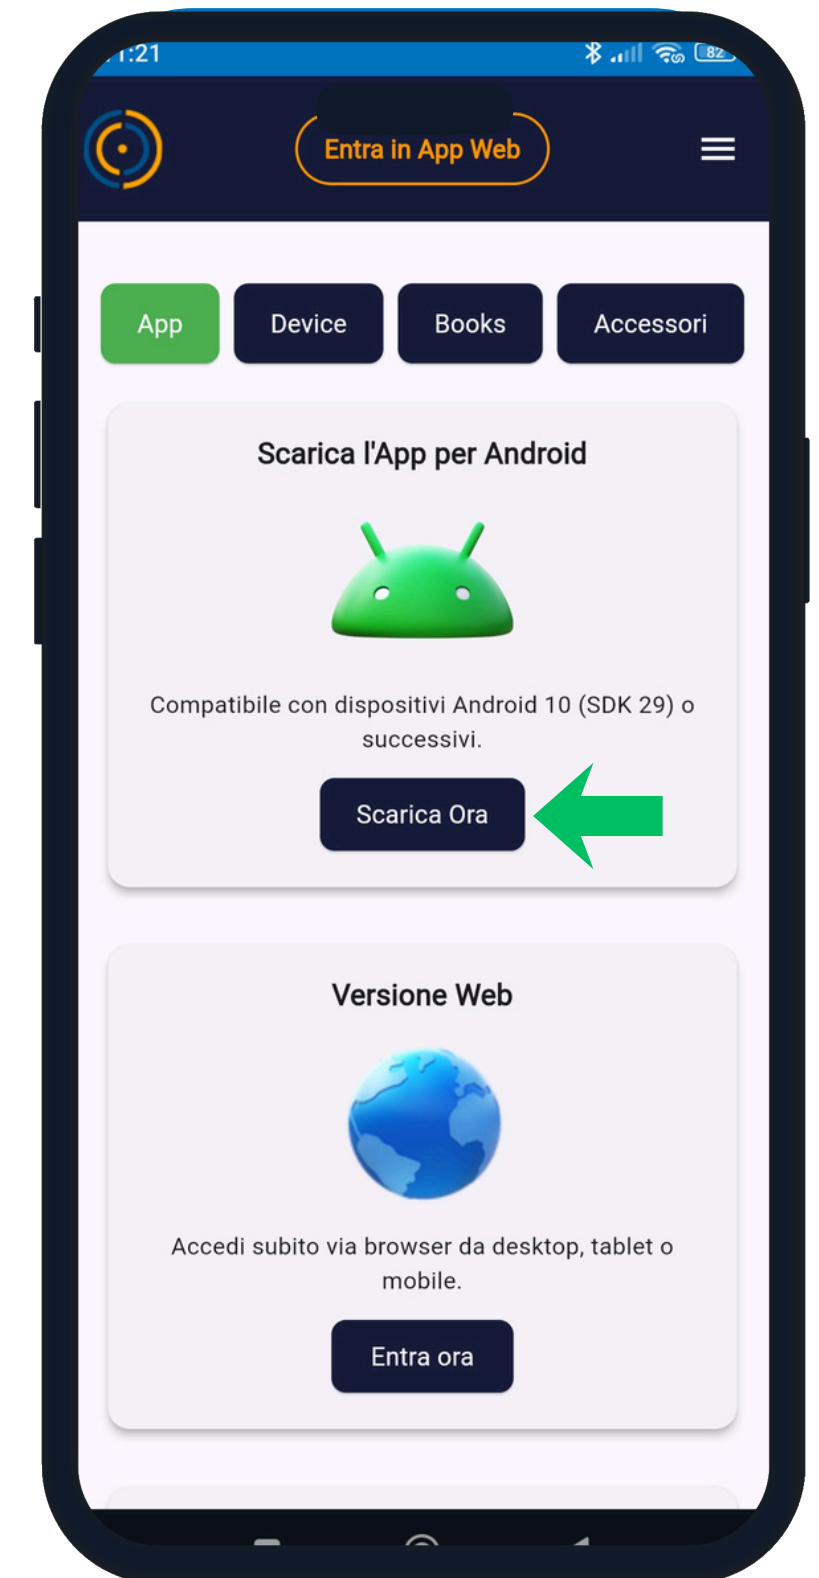 :21
82
Entra in App Web
App
Device
Books
Accessori
Scarica l'App per Android
Compatibile con dispositivi Android 10 (SDK 29) o
successivi.
Scarica Ora
Versione Web
Accedi subito via browser da desktop, tablet o
mobile.
Entra ora